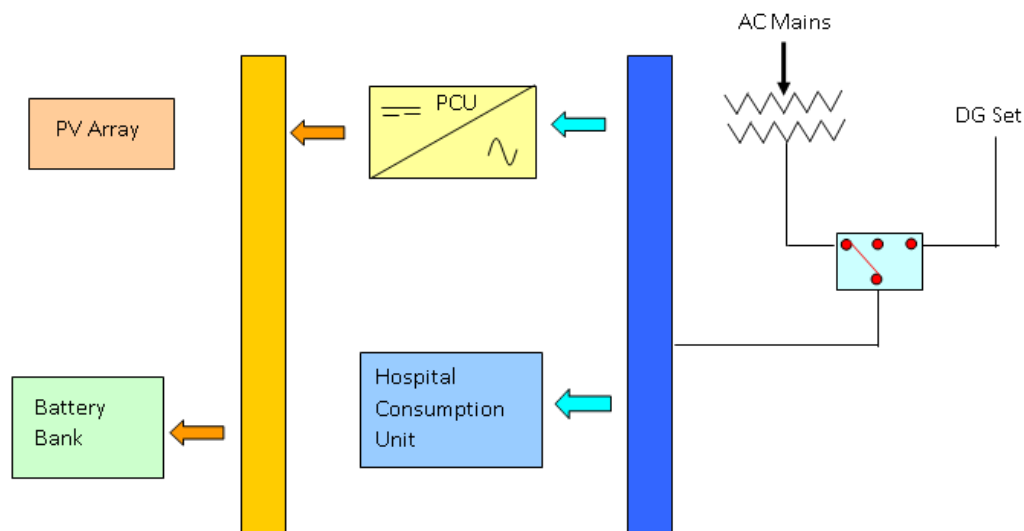 AC Mains
PCU
DG Set
PV Array
Hospital
Consumption
Unit
Battery
Bank